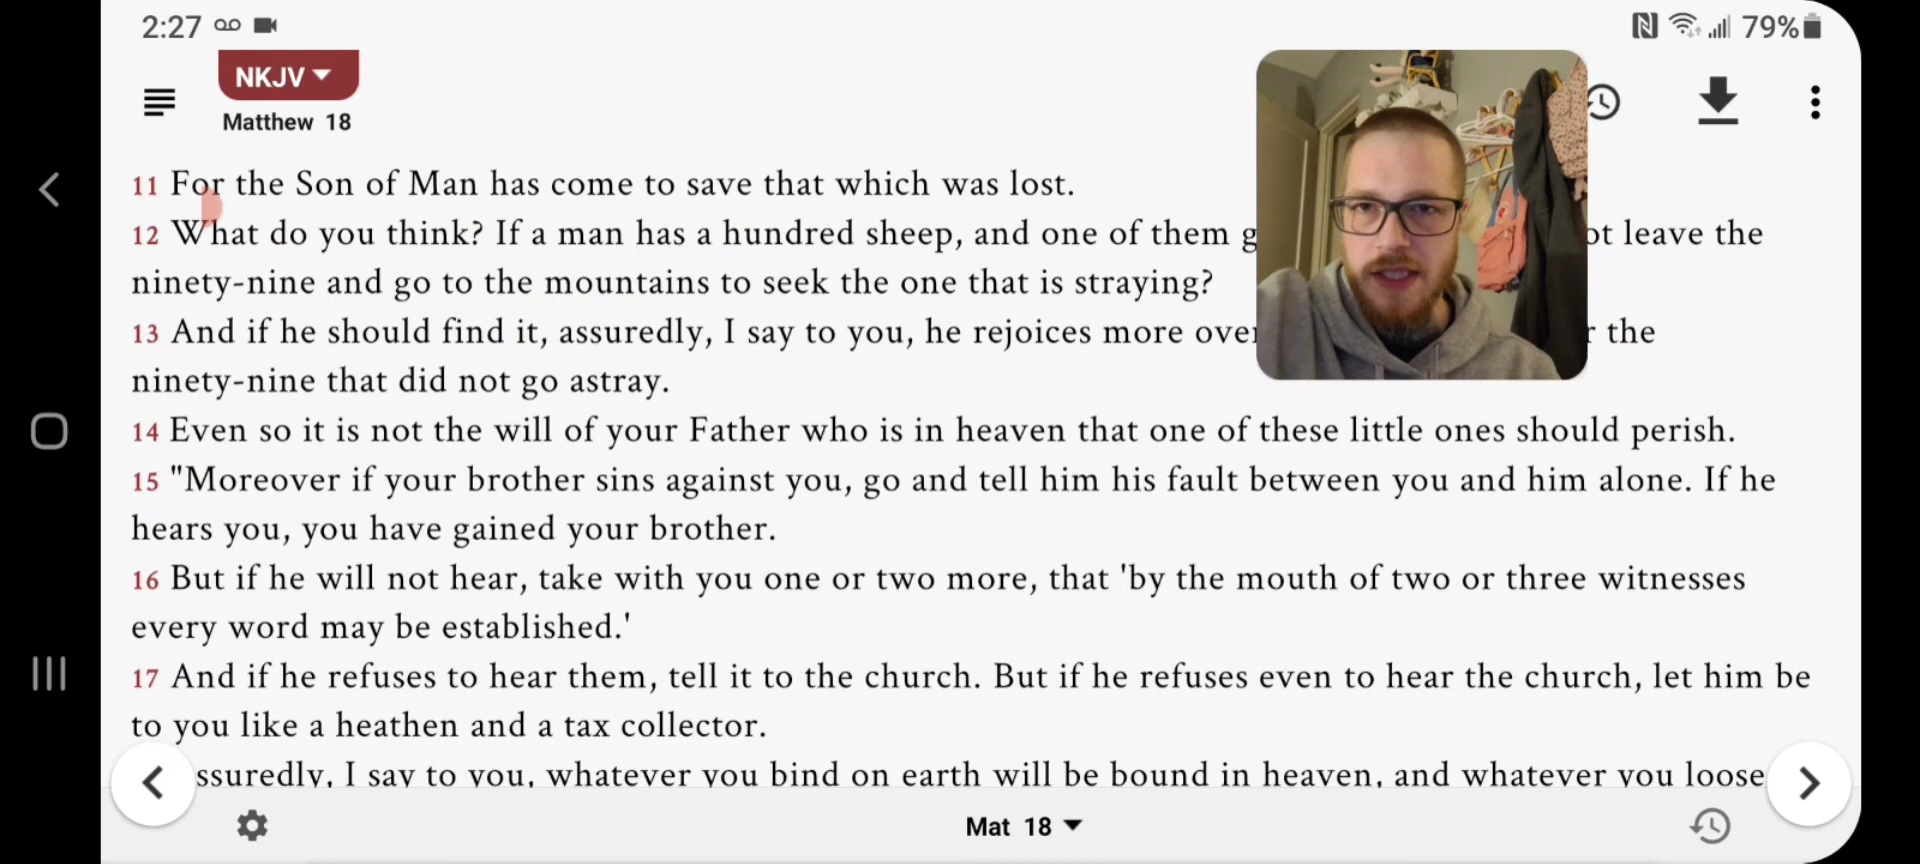 2:27
79%
NKJV
Matthew 18
11 For the Son of Man has come to save that which was lost.
12 What do you think? If a man has a hundred sheep, and one of them leave the
ninety-nine and go to the mountains to seek the one that is straying?
13 And if he should find it, assuredly, I say to you, he rejoices more over the
ninety-nine that did not go astray.
14 Even so it is not the will of your Father who is in heaven that one of these little ones should perish.
15 "Moreover if your brother sins against you, go and tell him his fault between you and him alone. If he
hears you, you have gained your brother.
16 But if he will not hear, take with you one or two more, that 'by the mouth of two or three witnesses
every word may be established.'
17 And if he refuses to hear them, tell it to the church. But if he refuses even to hear the church, let him be
to you like a heathen and a tax collector.
ssuredly, I say to you, whatever you bind on earth will be bound in heaven, and whatever you loose
Mat 18